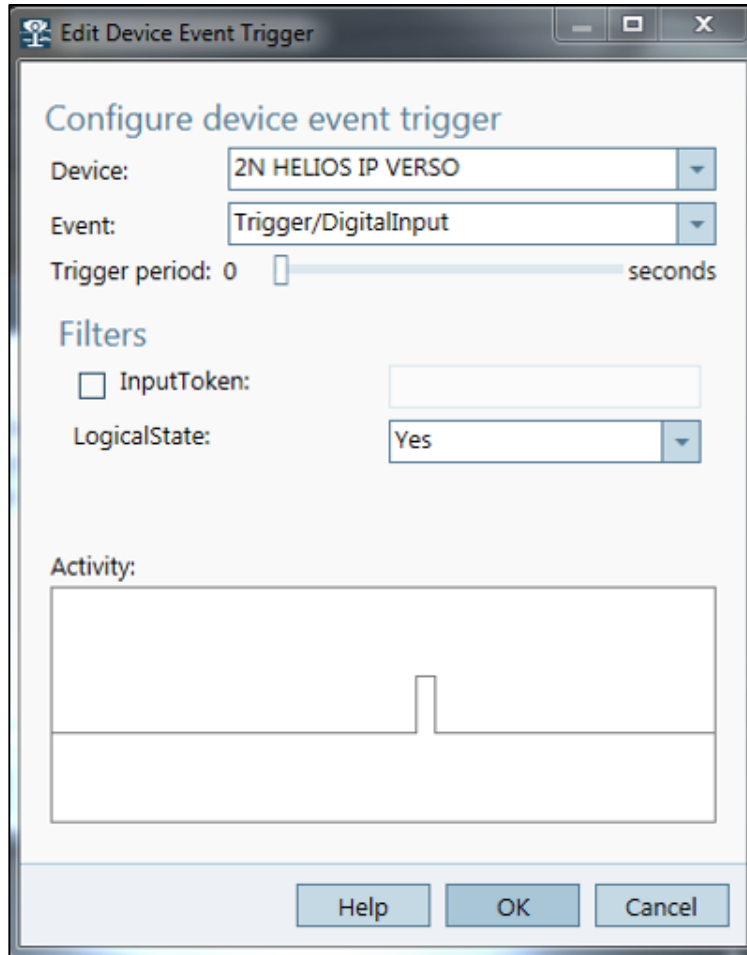 Edit Device Event Trigger
Configure device event trigger
Device: 2N HELIOS IP VERSO
Event: Trigger/DigitalInput
Trigger period: 0 seconds
Filters
InputToken:
LogicalState: Yes
Activity:
Help OK Cancel